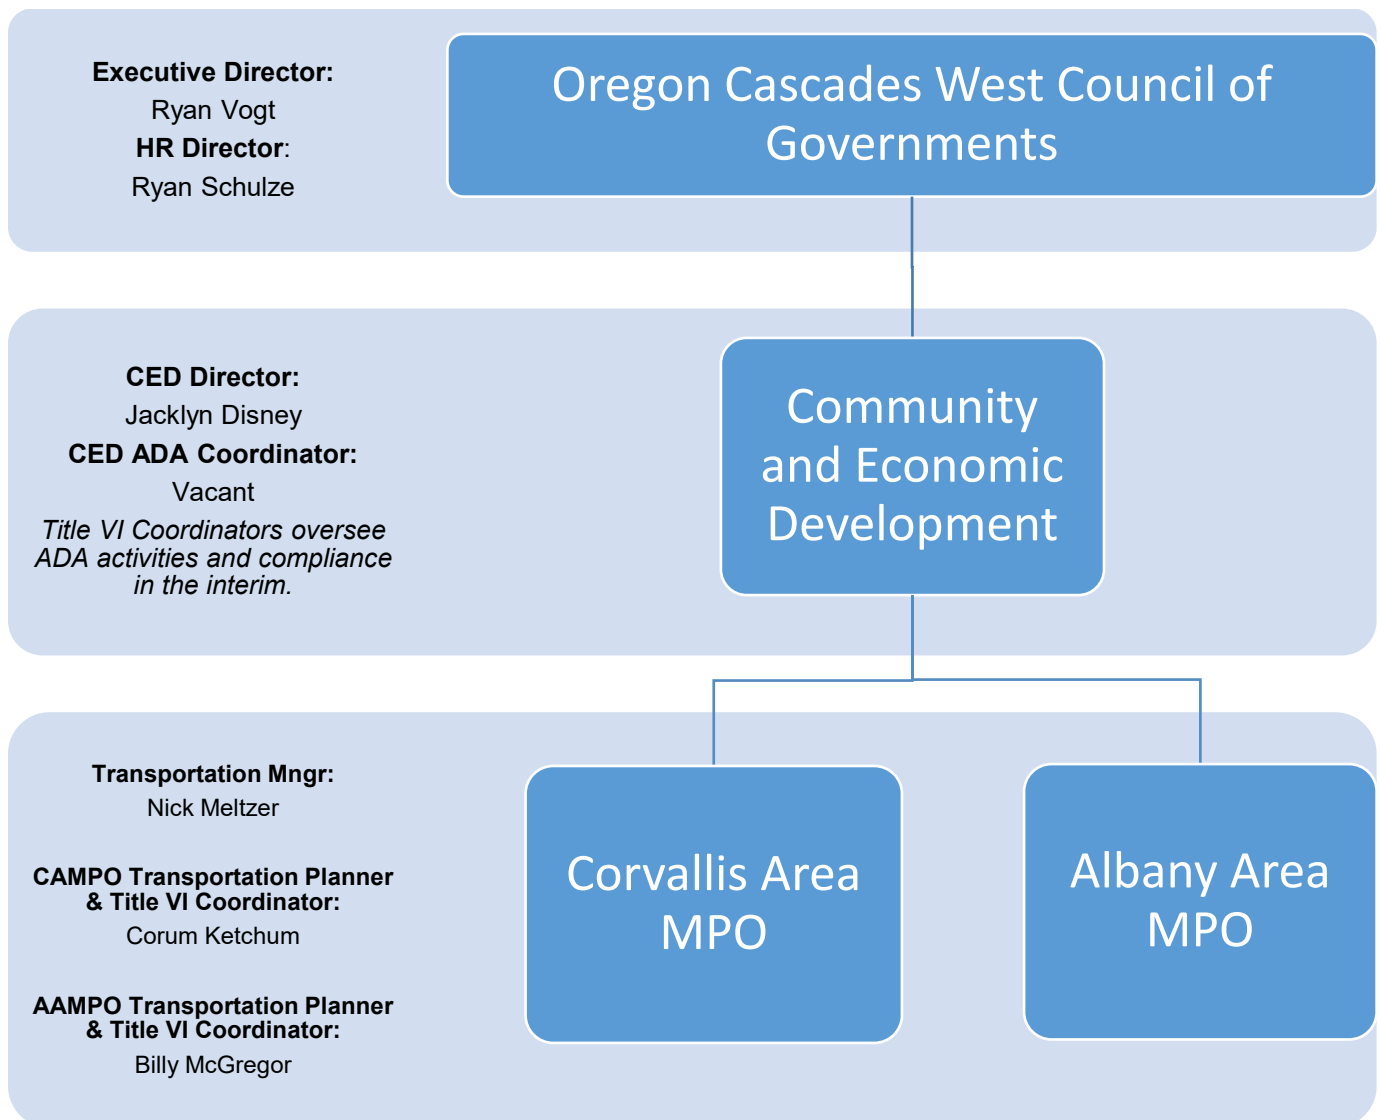 Executive Director:
Ryan Vogt
HR Director:
Ryan Schulze
Oregon Cascades West Council of
Governments
CED Director:
Jacklyn Disney
CED ADA Coordinator:
Vacant
Title VI Coordinators oversee
ADA activities and compliance
in the interim.
Community
and Economic
Development
Transportation Mngr:
Nick Meltzer
CAMPO Transportation Planner
& Title VI Coordinator:
Corum Ketchum
AAMPO Transportation Planner
& Title VI Coordinator:
Billy McGregor
Corvallis Area
MPO
Albany Area
MPO